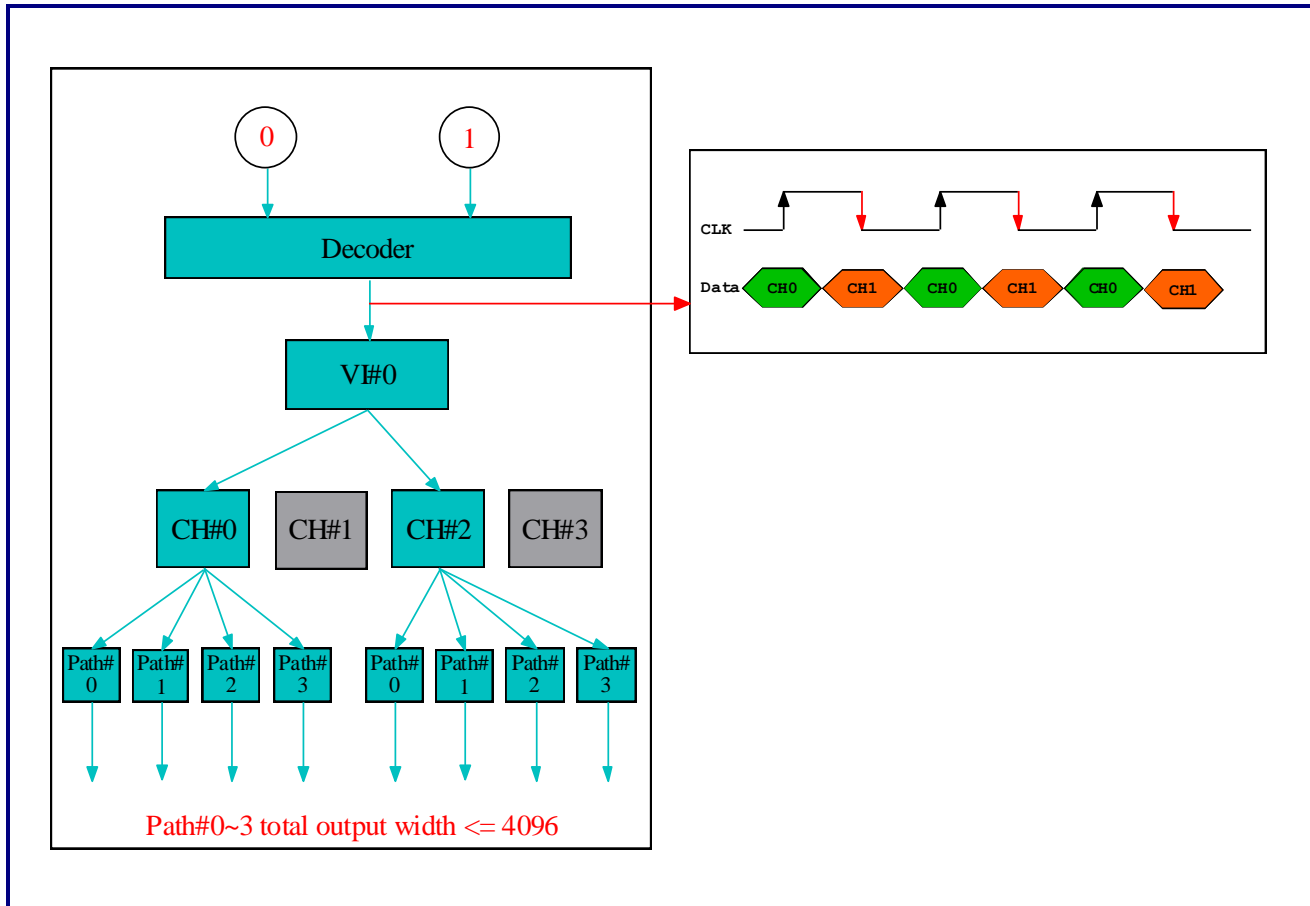 0
1
Decoder
VI#0
CH#0
CH#1
CH#2
CH#3
Path#
0
Path#
1
Path#
2
Path#
3
Path#
0
Path#
1
Path#
2
Path#
3
Path#0~3 total output width <= 4096
CLK
Data
CH0
CH1
CH0
CH1
CH0
CH1